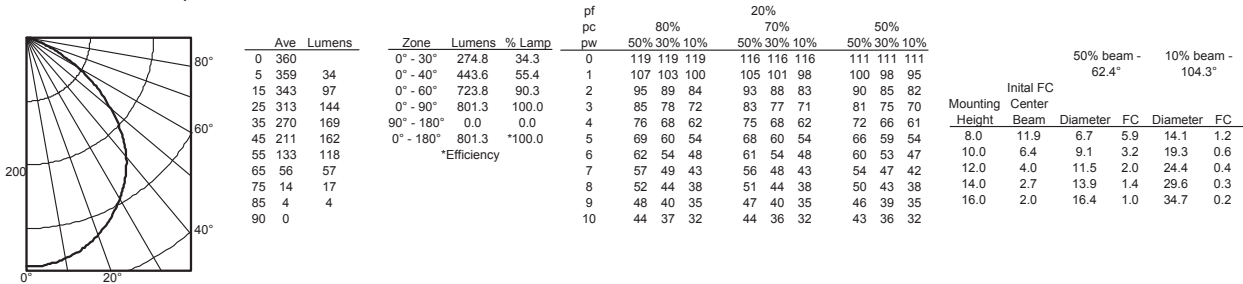 80°
60°
200
40°
0° 20°
Ave Lumens
0 360
5 359 34
15 343 97
25 313 144
35 270 169
45 211 162
55 133 118
65 56 57
75 14 17
85 4 4
90 0
Zone Lumens % Lamp
0° - 30° 274.8 34.3
0° - 40° 443.6 55.4
0° - 60° 723.8 90.3
0° - 90° 801.3 100.0
90° - 180° 0.0 0.0
0° - 180° 801.3 *100.0
*Efficiency
pf 20%
pc 80% 70% 50%
pw 50% 30% 10% 50% 30% 10% 50% 30% 10%
0 119 119 119 116 116 116 111 111 111
1 107 103 100 105 101 98 100 98 95
2 95 89 84 93 88 83 90 85 82
3 85 78 72 83 77 71 81 75 70
4 76 68 62 75 68 62 72 66 61
5 69 60 54 68 60 54 66 59 54
6 62 54 48 61 54 48 60 53 47
7 57 49 43 56 48 43 54 47 42
8 52 44 38 51 44 38 50 43 38
9 48 40 35 47 40 35 46 39 35
10 44 37 32 44 36 32 43 36 32
50% beam - 10% beam -
62.4° 104.3°
Inital FC
Mounting Center
Height Beam Diameter FC Diameter FC
8.0 11.9 6.7 5.9 14.1 1.2
10.0 6.4 9.1 3.2 19.3 0.6
12.0 4.0 11.5 2.0 24.4 0.4
14.0 2.7 13.9 1.4 29.6 0.3
16.0 2.0 16.4 1.0 34.7 0.2